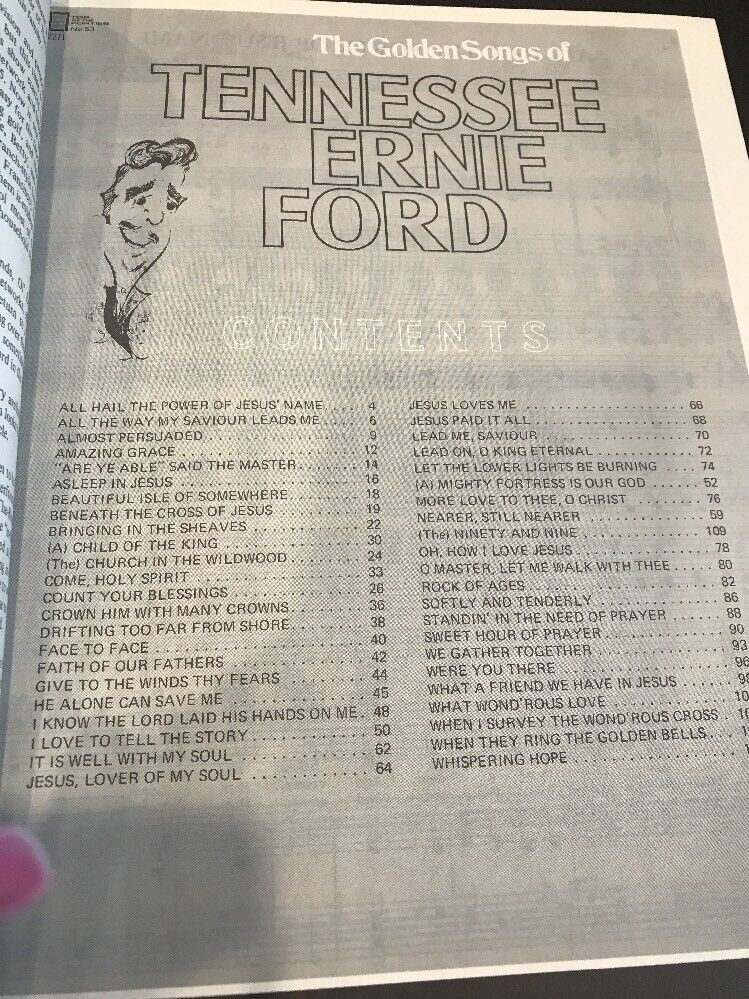 TOP
No. 53
2271
The Golden Songs of
TENNESSEE
ERNIE
FORD
CONTENTS
ALL HAIL THE POWER OF JESUS' NAME.... 4
ALL THE WAY MY SAVIOUR LEADS ME.... 6
ALMOST PERSUADED.................... 9
AMAZING GRACE....................... 12
"ARE YE ABLE" SAID THE MASTER........ 14
ASLEEP IN JESUS...................... 16
BEAUTIFUL ISLE OF SOMEWHERE......... 18
BENEATH THE CROSS OF JESUS.......... 19
BRINGING IN THE SHEAVES............. 22
(A) CHILD OF THE KING................ 30
(The) CHURCH IN THE WILDWOOD........ 24
COME, HOLY SPIRIT................... 33
COUNT YOUR BLESSINGS................ 26
CROWN HIM WITH MANY CROWNS.......... 36
DRIFTING TOO FAR FROM SHORE......... 38
FACE TO FACE........................ 40
FAITH OF OUR FATHERS................ 42
GIVE TO THE WINDS THY FEARS......... 44
HE ALONE CAN SAVE ME................ 45
I KNOW THE LORD LAID HIS HANDS ON ME. 48
I LOVE TO TELL THE STORY............ 50
IT IS WELL WITH MY SOUL............. 62
JESUS, LOVER OF MY SOUL............. 64
JESUS LOVES ME...................... 66
JESUS PAID IT ALL................... 68
LEAD ME, SAVIOUR.................... 70
LEAD ON, O KING ETERNAL............. 72
LET THE LOWER LIGHTS BE BURNING..... 74
(A) MIGHTY FORTRESS IS OUR GOD...... 52
MORE LOVE TO THEE, O CHRIST......... 76
NEARER, STILL NEARER................ 59
(The) NINETY AND NINE............... 109
OH, HOW I LOVE JESUS................ 78
O MASTER, LET ME WALK WITH THEE..... 80
ROCK OF AGES........................ 82
SOFTLY AND TENDERLY................. 86
STANDIN' IN THE NEED OF PRAYER...... 88
SWEET HOUR OF PRAYER................ 90
WE GATHER TOGETHER.................. 93
WERE YOU THERE...................... 96
WHAT A FRIEND WE HAVE IN JESUS......
WHAT WOND'ROUS LOVE.................
WHEN I SURVEY THE WOND'ROUS CROSS .
WHEN THEY RING THE GOLDEN BELLS...
WHISPERING HOPE.....................